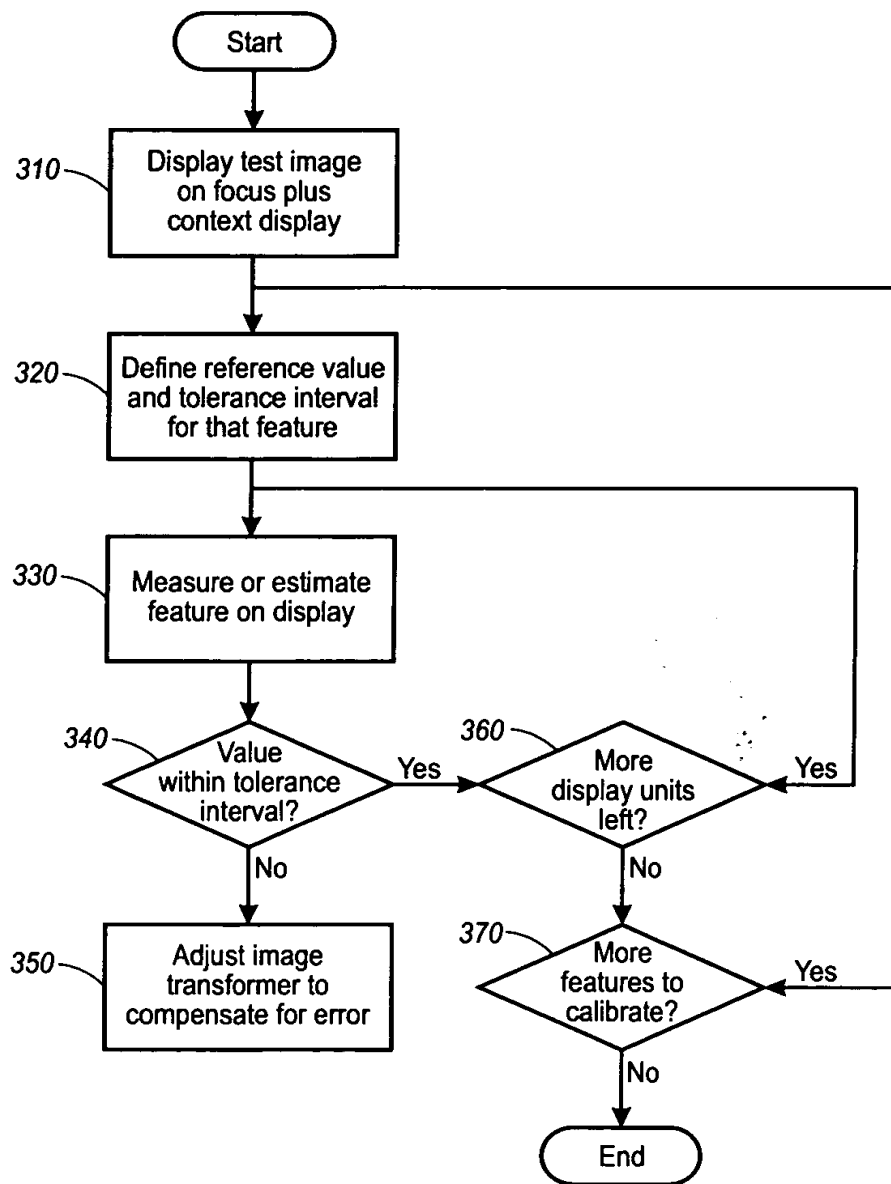 Start
310
Display test image
on focus plus
context display
320
Define reference value
and tolerance interval
for that feature
330
Measure or estimate
feature on display
340
Value
within tolerance
interval?
Yes
360
More
display units
left?
Yes
No
No
350
Adjust image
transformer to
compensate for error
370
More
features to
calibrate?
Yes
No
End